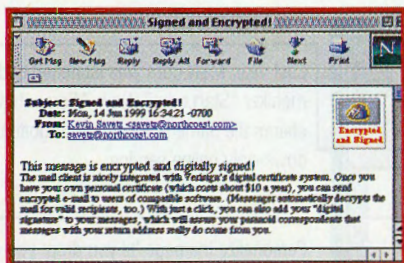 Signed and Encrypted!
Get Msg New Msg Reply Reply All Forward File Next Print N
Subject: Signed and Encrypted!
Date: Mon, 14 Jun 1999 16:34:21 -0700
From: Kevin Savetz <savetz@northcoast.com>
To: savetz@northcoast.com
Encrypted
and Signed
This message is encrypted and digitally signed!
The mail client is nicely integrated with Verisign's digital certificate system. Once you
have your own personal certificate (which costs about $10 a year), you can send
encrypted e-mail to users of compatible software. (Messenger automatically decrypts the
mail for valid recipients, too.) With just a click, you can also add your "digital
signature" to your messages, which will assure your paranoid correspondents that
messages with your return address really do come from you.